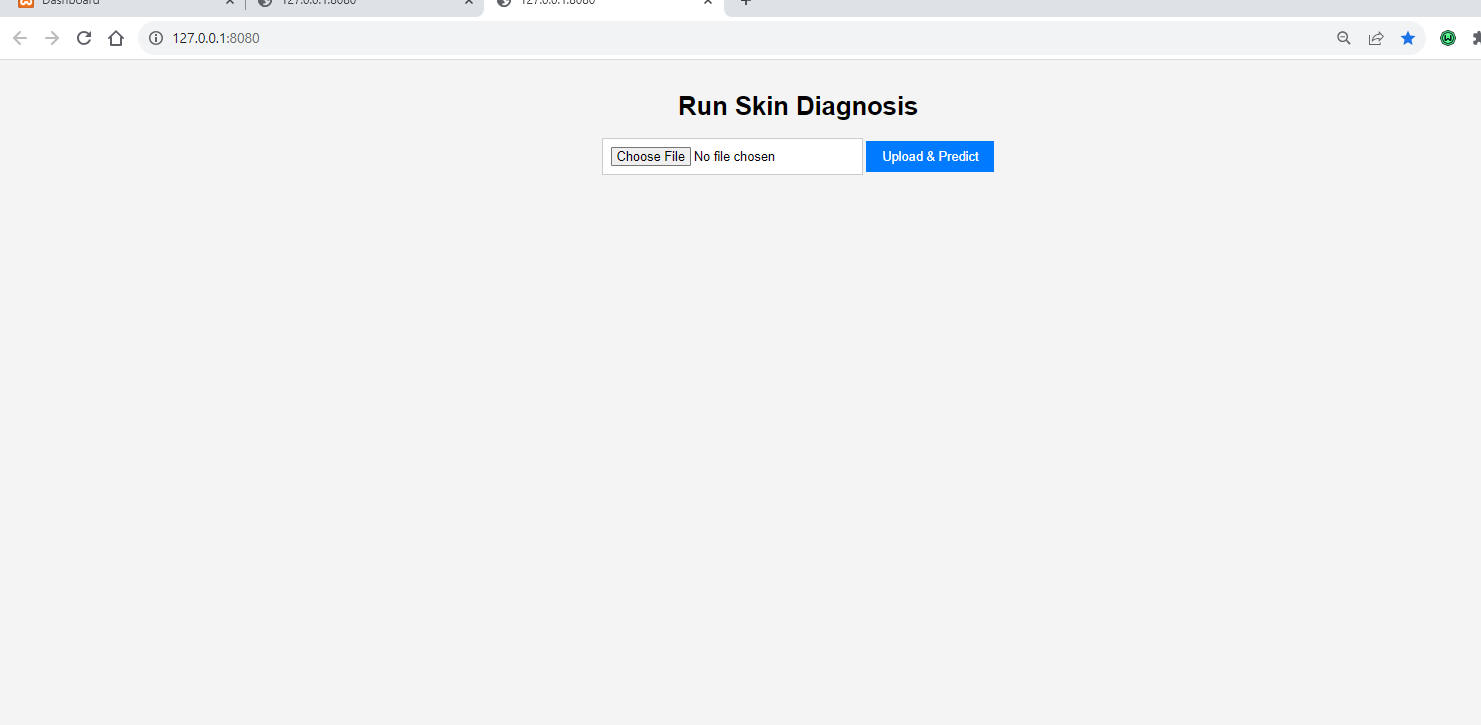 Dashboard 127.0.0.1:8080 127.0.0.1:8080
127.0.0.1:8080
Run Skin Diagnosis
Choose File No file chosen Upload & Predict